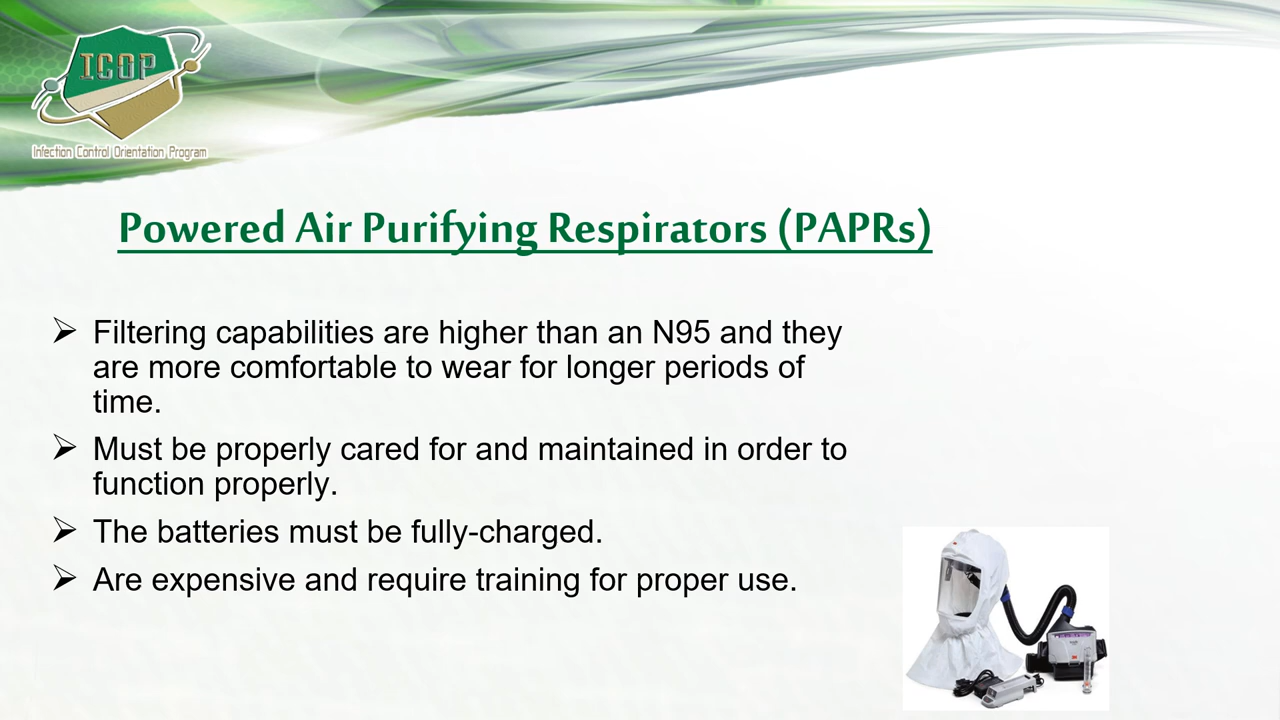 ICOP
Infection Control Orientation Program
Powered Air Purifying Respirators (PAPRs)
➢ Filtering capabilities are higher than an N95 and they
are more comfortable to wear for longer periods of
time.
➢ Must be properly cared for and maintained in order to
function properly.
➢ The batteries must be fully-charged.
➢ Are expensive and require training for proper use.